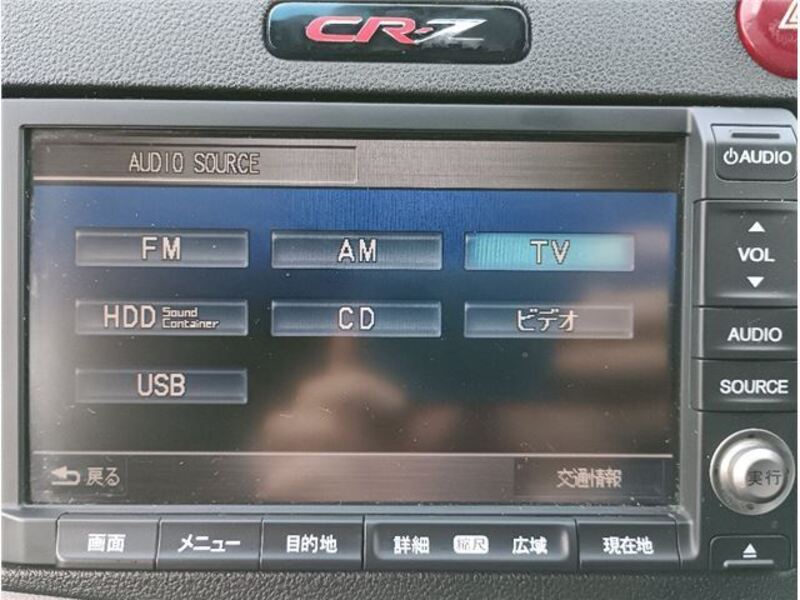 CR-Z
AUDIO SOURCE
AUDIO
FM AM TV
VOL
HDD Sound Container CD ビデオ
AUDIO
USB
SOURCE
戻る 交通情報
実行
画面 メニュー 目的地 詳細 縮尺 広域 現在地